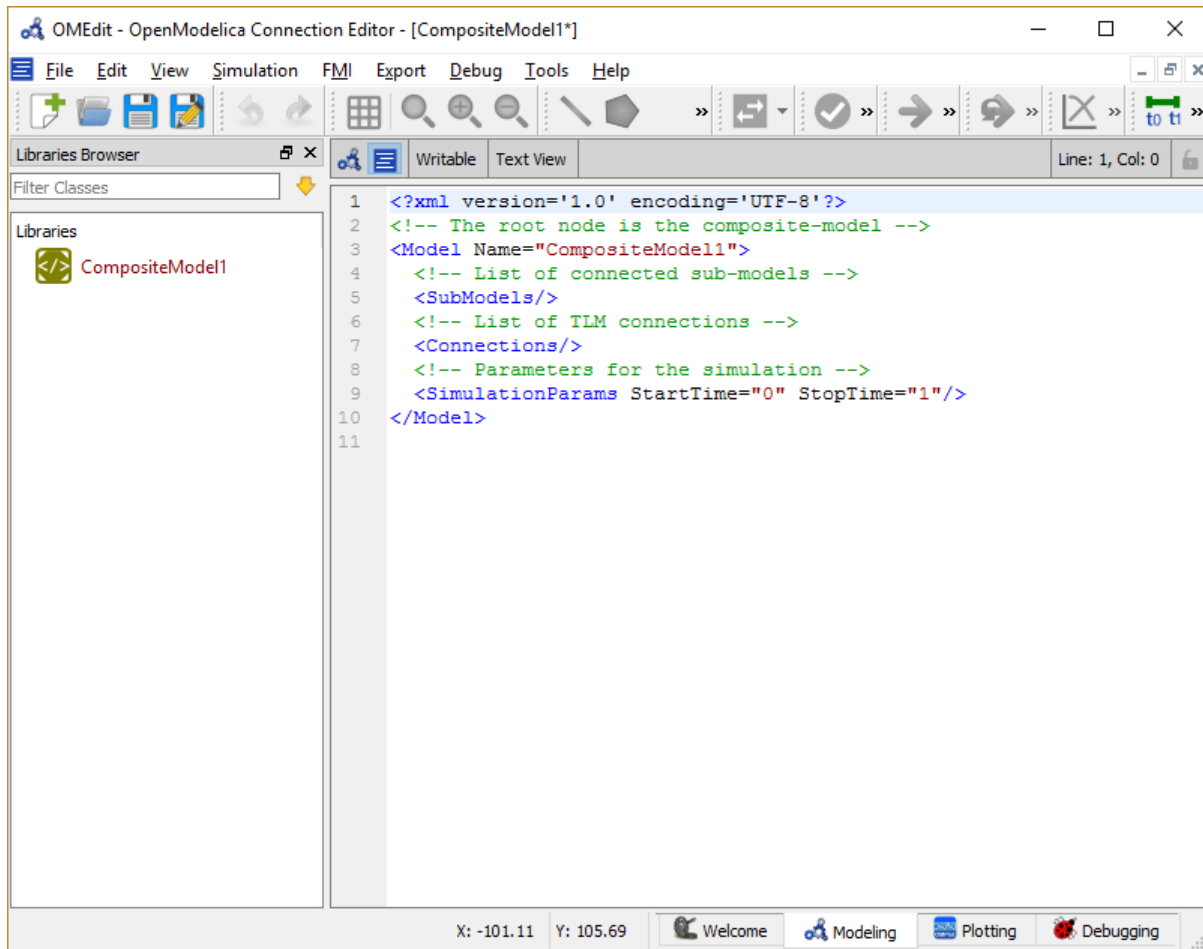 OMEdit - OpenModelica Connection Editor - [CompositeModel1*]
File Edit View Simulation FMI Export Debug Tools Help
» » » » » t0 t1 »
Libraries Browser
Writable Text View Line: 1, Col: 0
Filter Classes
Libraries
</> CompositeModel1
1 <?xml version='1.0' encoding='UTF-8'?>
2 <!-- The root node is the composite-model -->
3 <Model Name="CompositeModel1">
4 <!-- List of connected sub-models -->
5 <SubModels/>
6 <!-- List of TLM connections -->
7 <Connections/>
8 <!-- Parameters for the simulation -->
9 <SimulationParams StartTime="0" StopTime="1"/>
10 </Model>
11
X: -101.11 Y: 105.69 Welcome Modeling Plotting Debugging